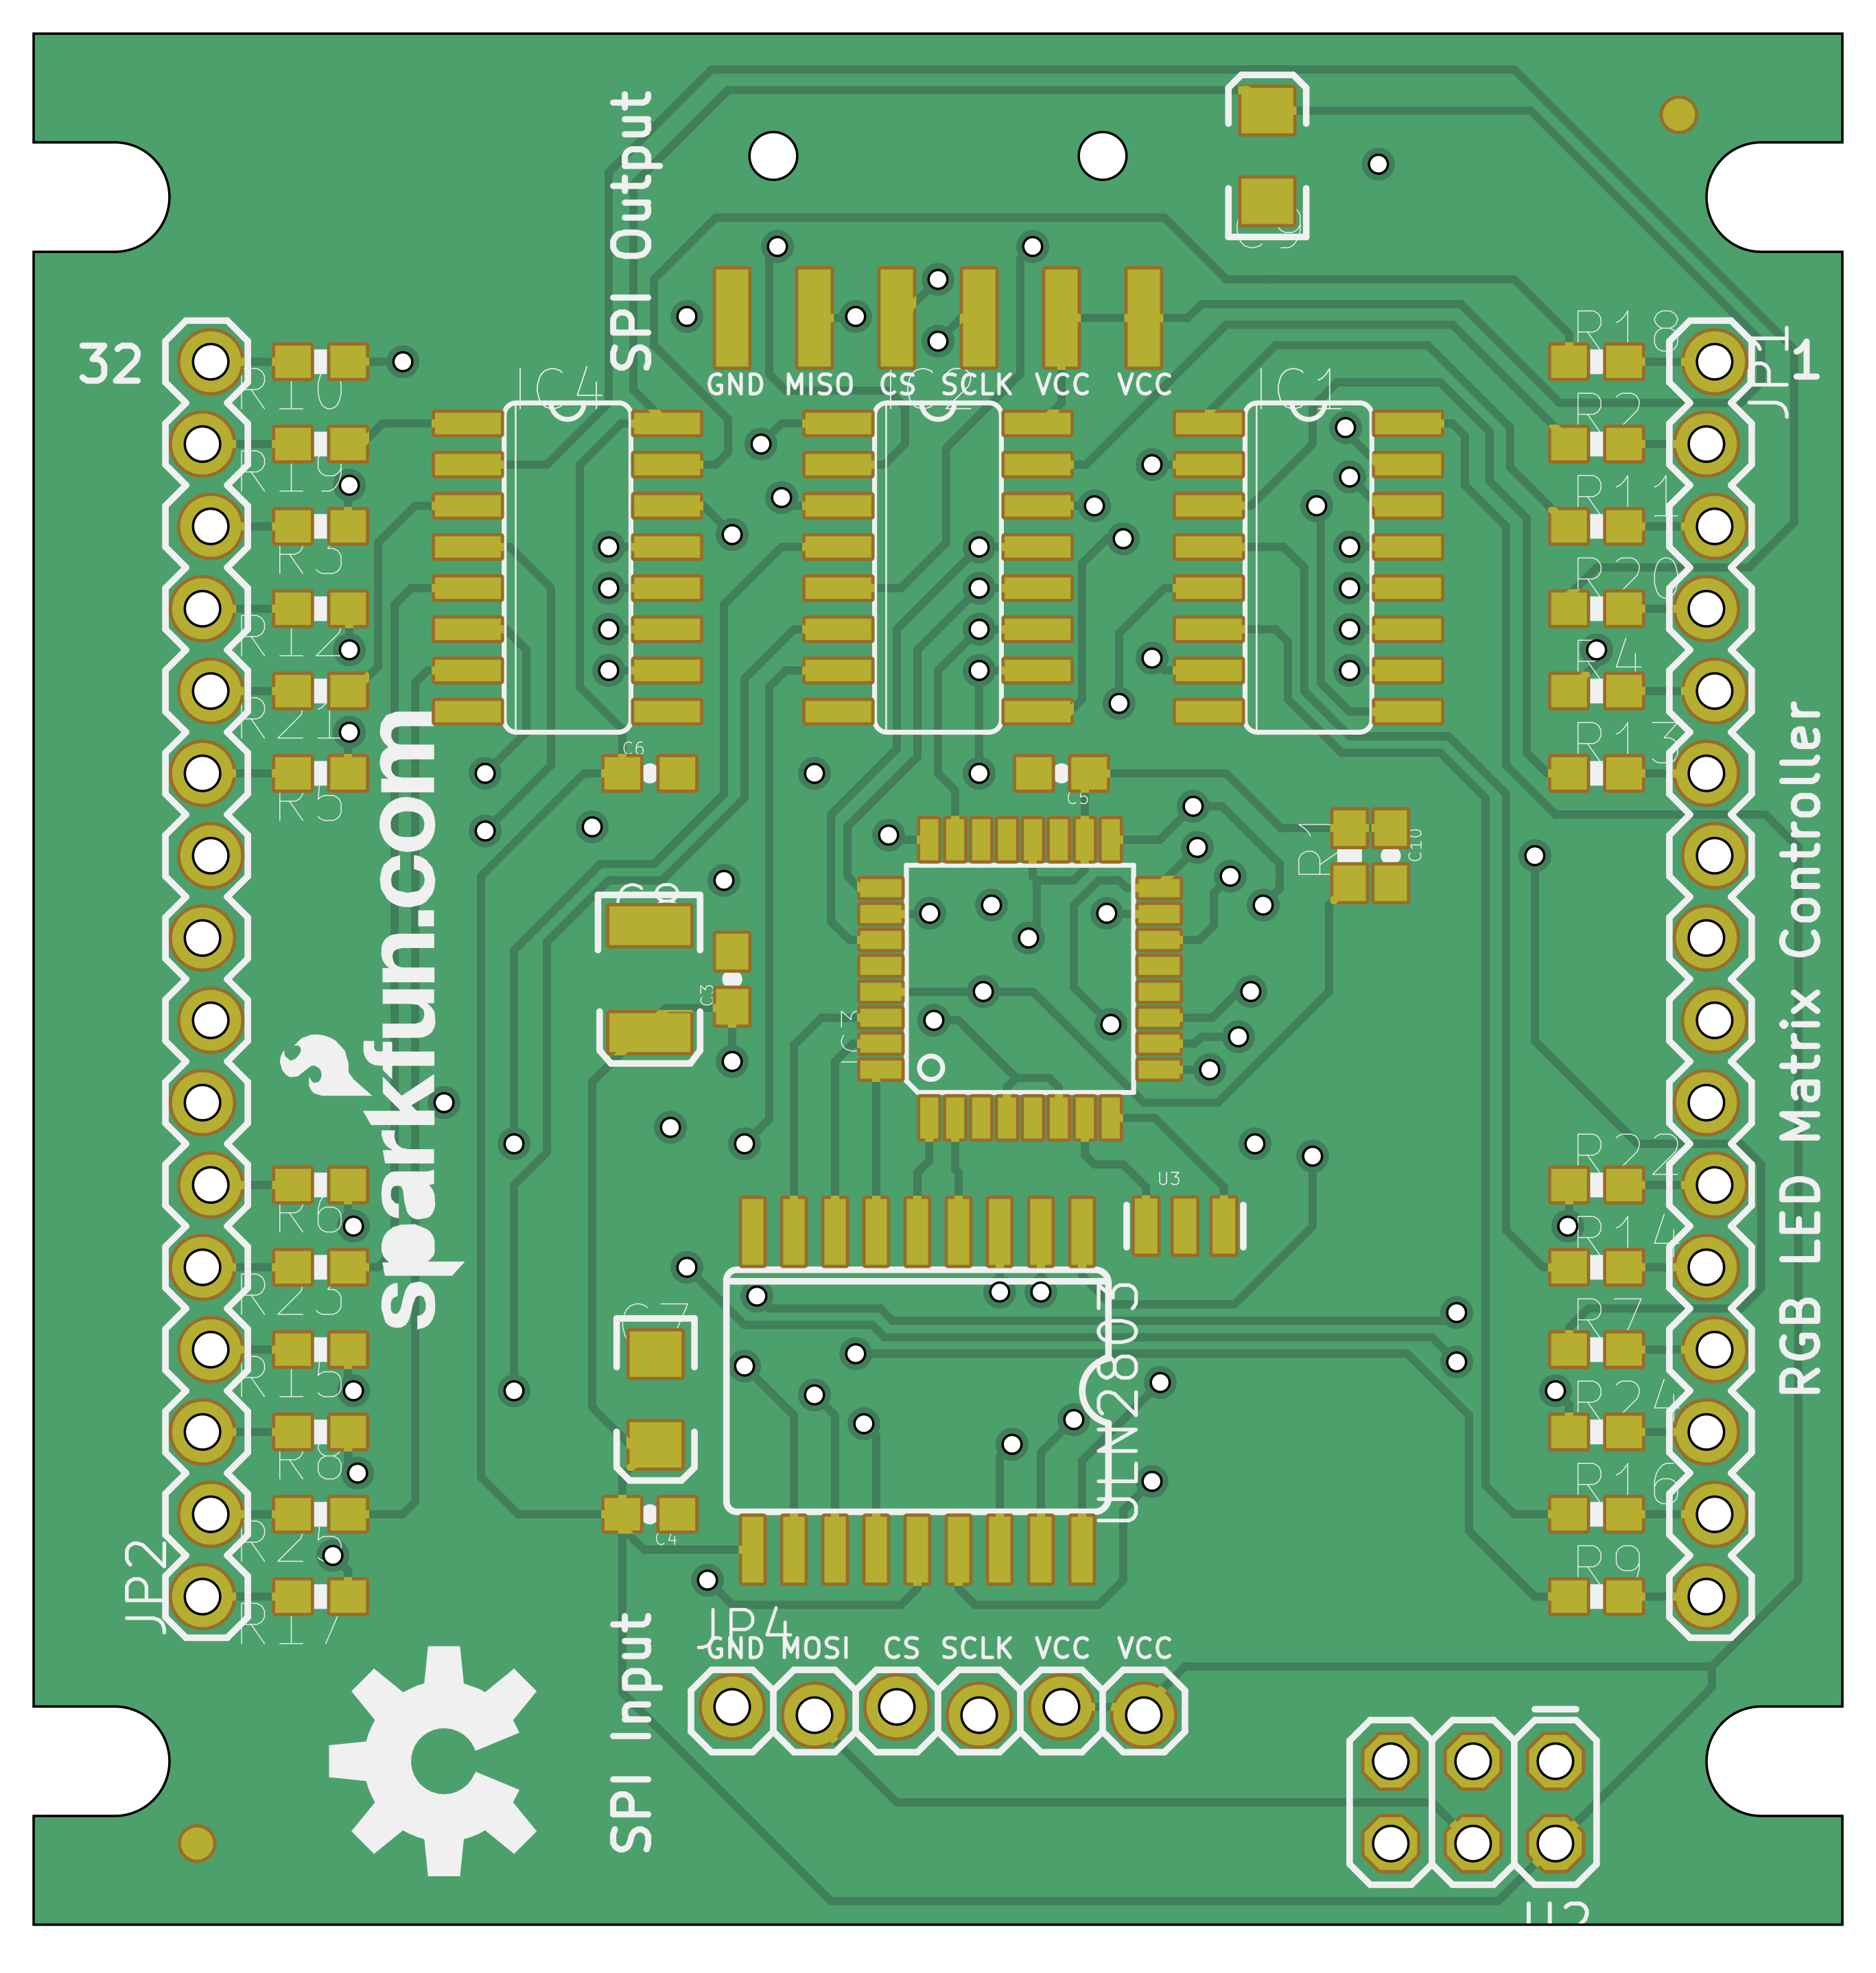 SPI Output
C9
32
GND MISO CS SCLK VCC VCC
IC4
IC2
IC1
JP1
1
R10
R19
R3
R12
R21
R5
R18
R2
R11
R20
R4
R13
C6
C5
R1
C10
C8
C3
IC3
sparkfun.com
RGB LED Matrix Controller
U3
R6
R23
R15
R8
R25
R17
R22
R14
R7
R24
R16
R9
C7
ULN2803
C4
JP2
JP4
GND MOSI CS SCLK VCC VCC
SPI Input
U2